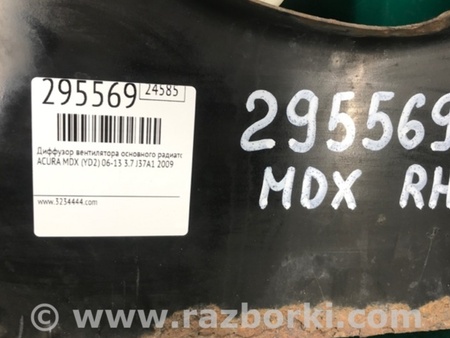 295569 24585
Диффузор вентилятора основного радиато
ACURA MDX (YD2) 06-13 3.7 J37A1 2009
www.3234444.com
295569
MDX RH
www.razborki.com